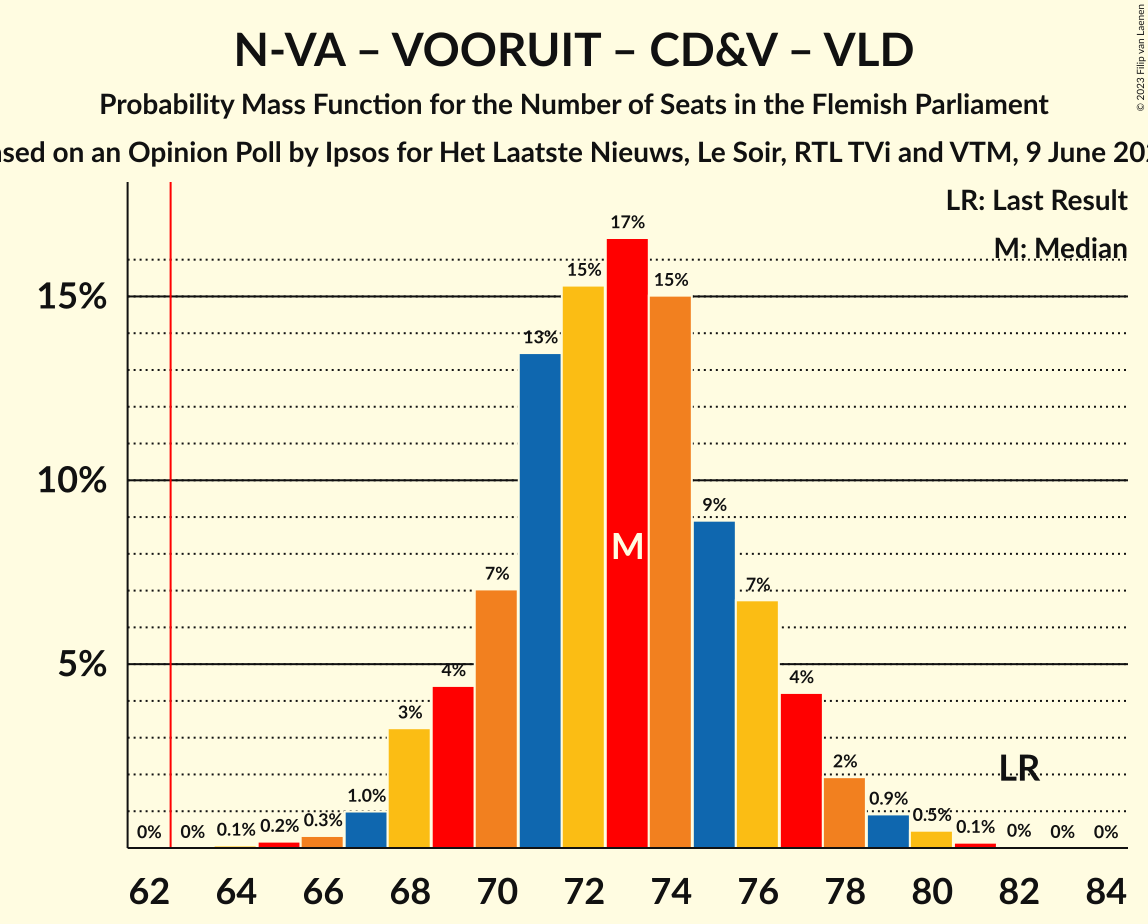 N-VA – VOORUIT – CD&V – VLD
Probability Mass Function for the Number of Seats in the Flemish Parliament
on an Opinion Poll by Ipsos for Het Laatste Nieuws, Le Soir, RTL TVi and VTM, 9 June
© 2023 Filip van Laenen
LR: Last Result
M: Median
15%
10%
5%
0%
0%
0.1%
0.2%
0.3%
1.0%
3%
4%
7%
13%
15%
17%
15%
9%
7%
4%
2%
0.9%
0.5%
0.1%
0%
0%
0%
M
LR
62 64 66 68 70 72 74 76 78 80 82 84